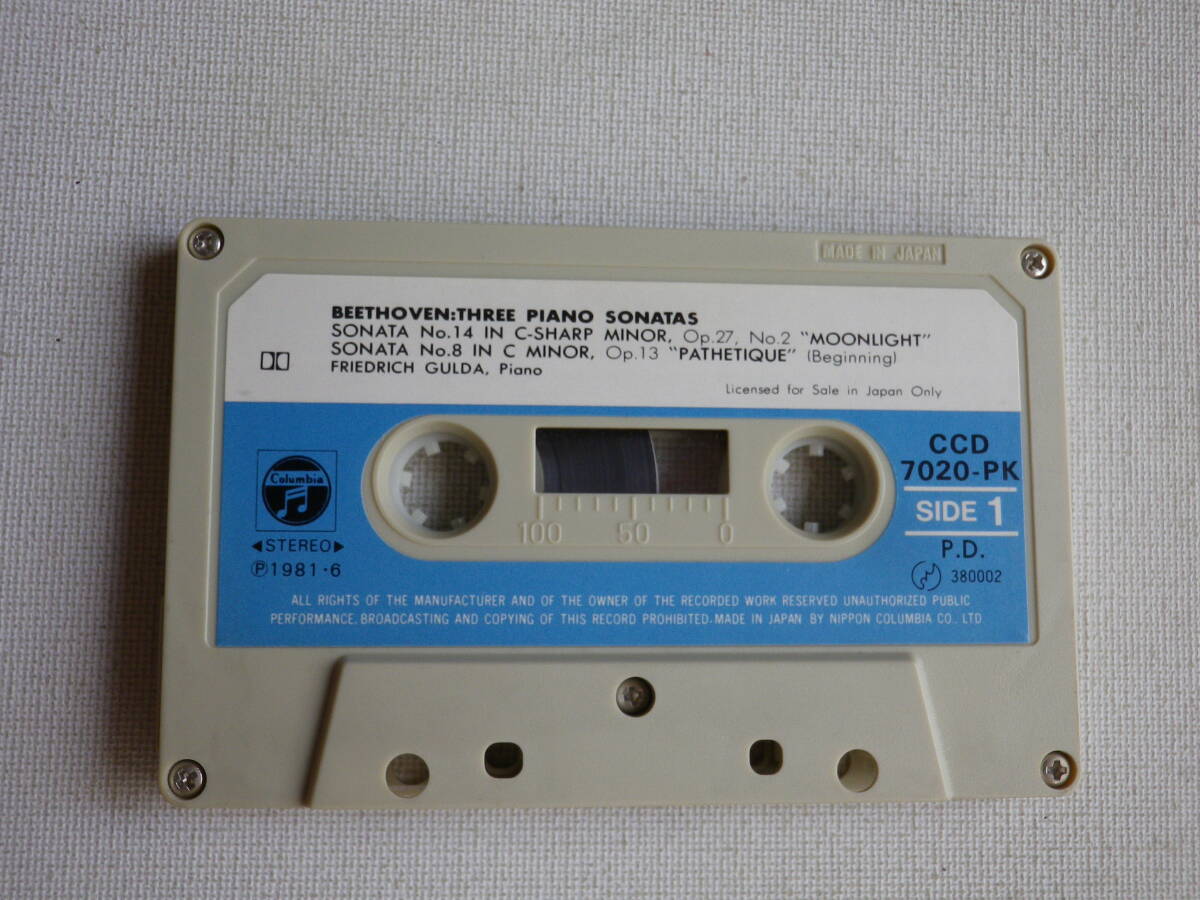 MADE IN JAPAN
BEETHOVEN:THREE PIANO SONATAS
SONATA No.14 IN C-SHARP MINOR, Op.27, No.2 "MOONLIGHT"
SONATA No.8 IN C MINOR, Op.13 "PATHETIQUE" (Beginning)
FRIEDRICH GULDA, Piano
Licensed for Sale in Japan Only
Columbia
◀STEREO▶
Ⓟ1981・6
100 50 0
CCD
7020-PK
SIDE 1
P.D.
380002
ALL RIGHTS OF THE MANUFACTURER AND OF THE OWNER OF THE RECORDED WORK RESERVED UNAUTHORIZED PUBLIC
PERFORMANCE. BROADCASTING AND COPYING OF THIS RECORD PROHIBITED・MADE IN JAPAN BY NIPPON COLUMBIA CO., LTD